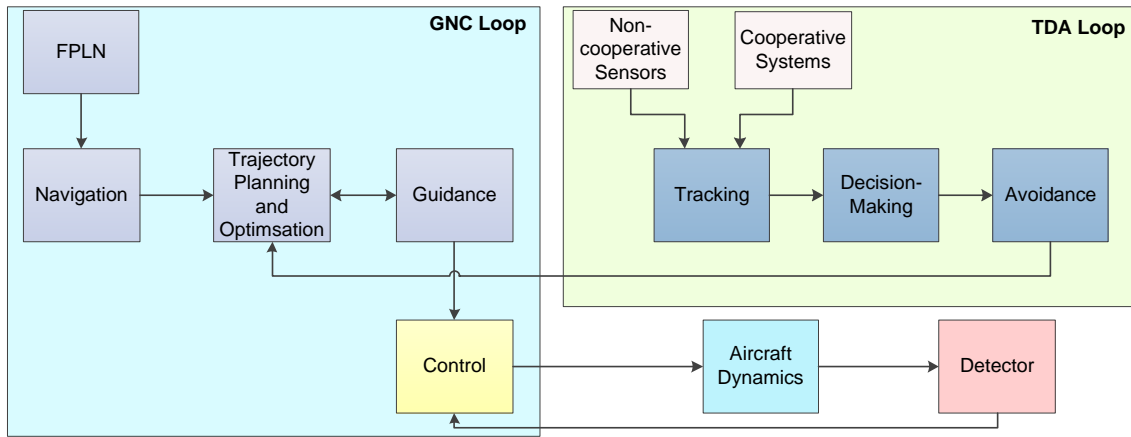 GNC Loop
FPLN
Navigation
Trajectory
Planning
and
Optimsation
Guidance
Control
TDA Loop
Non-
cooperative
Sensors
Cooperative
Systems
Tracking
Decision-
Making
Avoidance
Aircraft
Dynamics
Detector